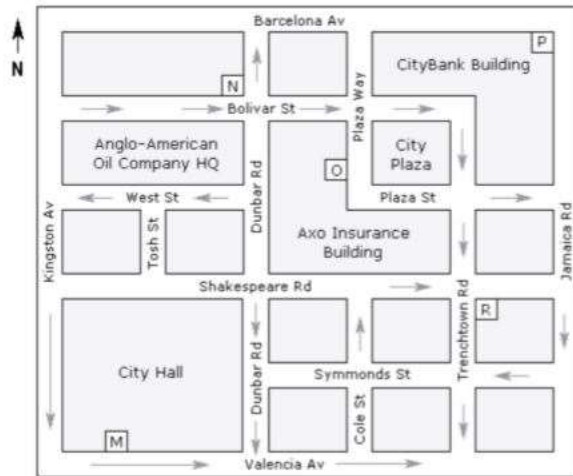 Barcelona Av
N
P
CityBank Building
N
Bolivar St
Plaza Way
Anglo-American
Oil Company HQ
Dunbar Rd
O
City
Plaza
West St
Plaza St
Kingston Av
Tosh St
Axo Insurance
Building
Jamaica Rd
Shakespeare Rd
Trenchtown Rd
R
City Hall
Dunbar Rd
Symmonds St
Cole St
M
Valencia Av